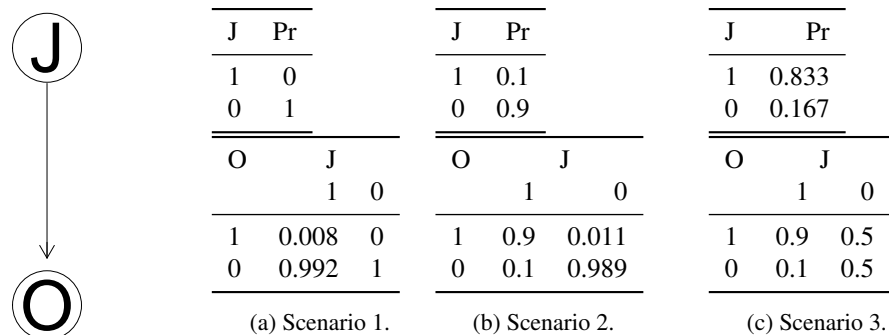 J
O
J Pr
1 0
0 1
O J
1 0
1 0.008 0
0 0.992 1
(a) Scenario 1.
J Pr
1 0.1
0 0.9
O J
1 0
1 0.9 0.011
0 0.1 0.989
(b) Scenario 2.
J Pr
1 0.833
0 0.167
O J
1 0
1 0.9 0.5
0 0.1 0.5
(c) Scenario 3.